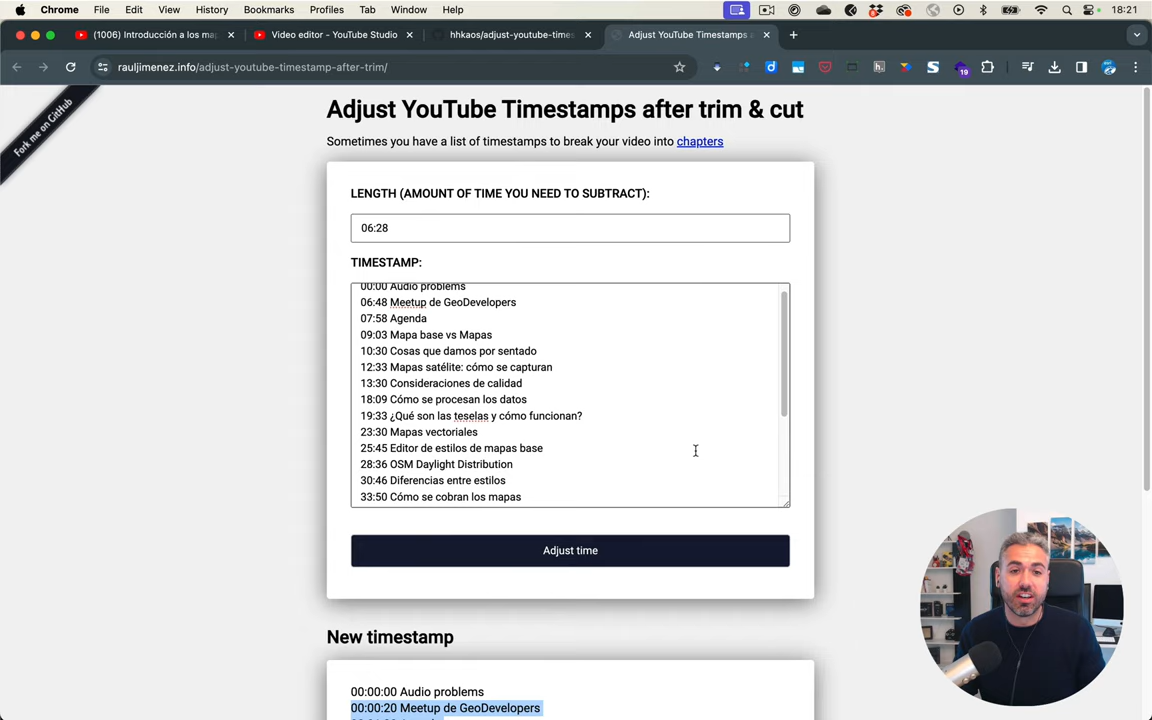 Chrome File Edit View History Bookmarks Profiles Tab Window Help 18:21
(1006) Introducción a los ma
Video editor - YouTube Studio
hhkaos/adjust-youtube-times
Adjust YouTube Timestamps a
rauljimenez.info/adjust-youtube-timestamp-after-trim/
19
Fork me on GitHub
Adjust YouTube Timestamps after trim & cut
Sometimes you have a list of timestamps to break your video into chapters
LENGTH (AMOUNT OF TIME YOU NEED TO SUBTRACT):
06:28
TIMESTAMP:
00:00 Audio problems
06:48 Meetup de GeoDevelopers
07:58 Agenda
09:03 Mapa base vs Mapas
10:30 Cosas que damos por sentado
12:33 Mapas satélite: cómo se capturan
13:30 Consideraciones de calidad
18:09 Cómo se procesan los datos
19:33 ¿Qué son las teselas y cómo funcionan?
23:30 Mapas vectoriales
25:45 Editor de estilos de mapas base
28:36 OSM Daylight Distribution
30:46 Diferencias entre estilos
33:50 Cómo se cobran los mapas
Adjust time
New timestamp
00:00:00 Audio problems
00:00:20 Meetup de GeoDevelopers